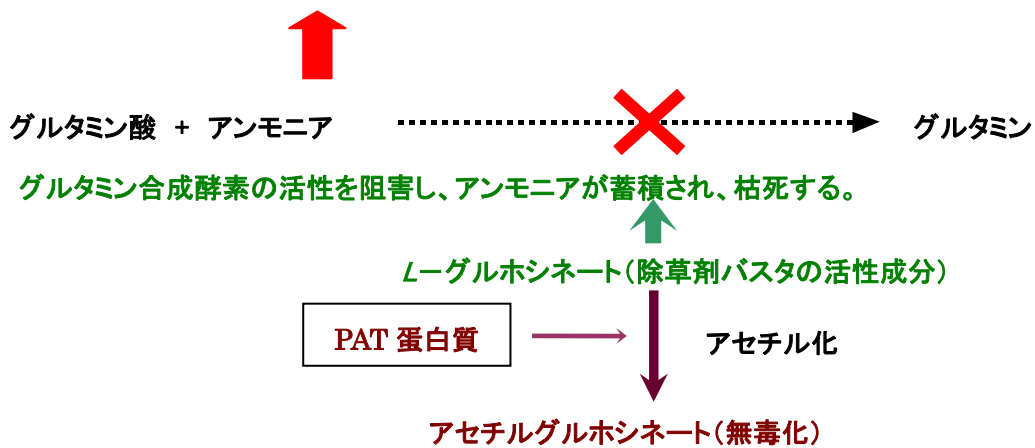 グルタミン酸 + アンモニア
グルタミン
グルタミン合成酵素の活性を阻害し、アンモニアが蓄積され、枯死する。
L－グルホシネート（除草剤バスタの活性成分）
PAT 蛋白質
アセチル化
アセチルグルホシネート（無毒化）